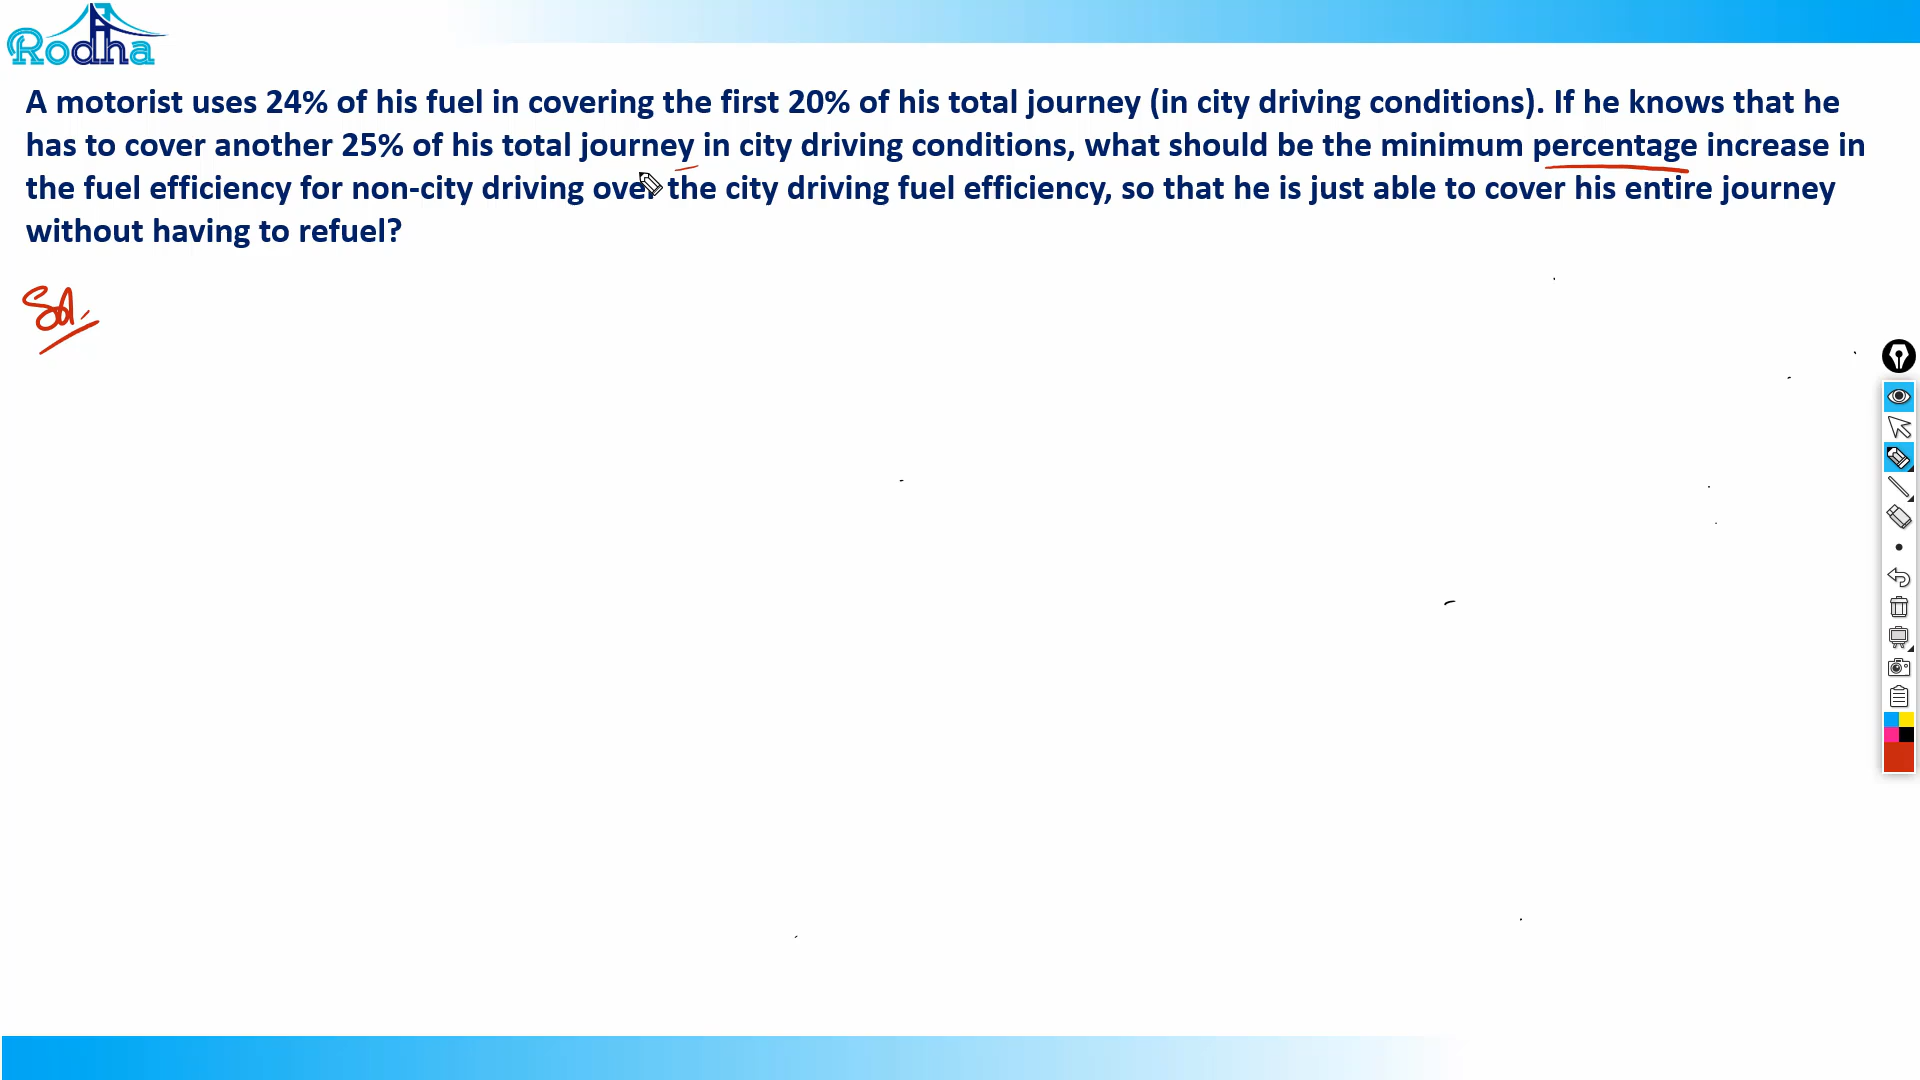 Rodha
A motorist uses 24% of his fuel in covering the first 20% of his total journey (in city driving conditions). If he knows that he
has to cover another 25% of his total journey in city driving conditions, what should be the minimum percentage increase in
the fuel efficiency for non-city driving over the city driving fuel efficiency, so that he is just able to cover his entire journey
without having to refuel?